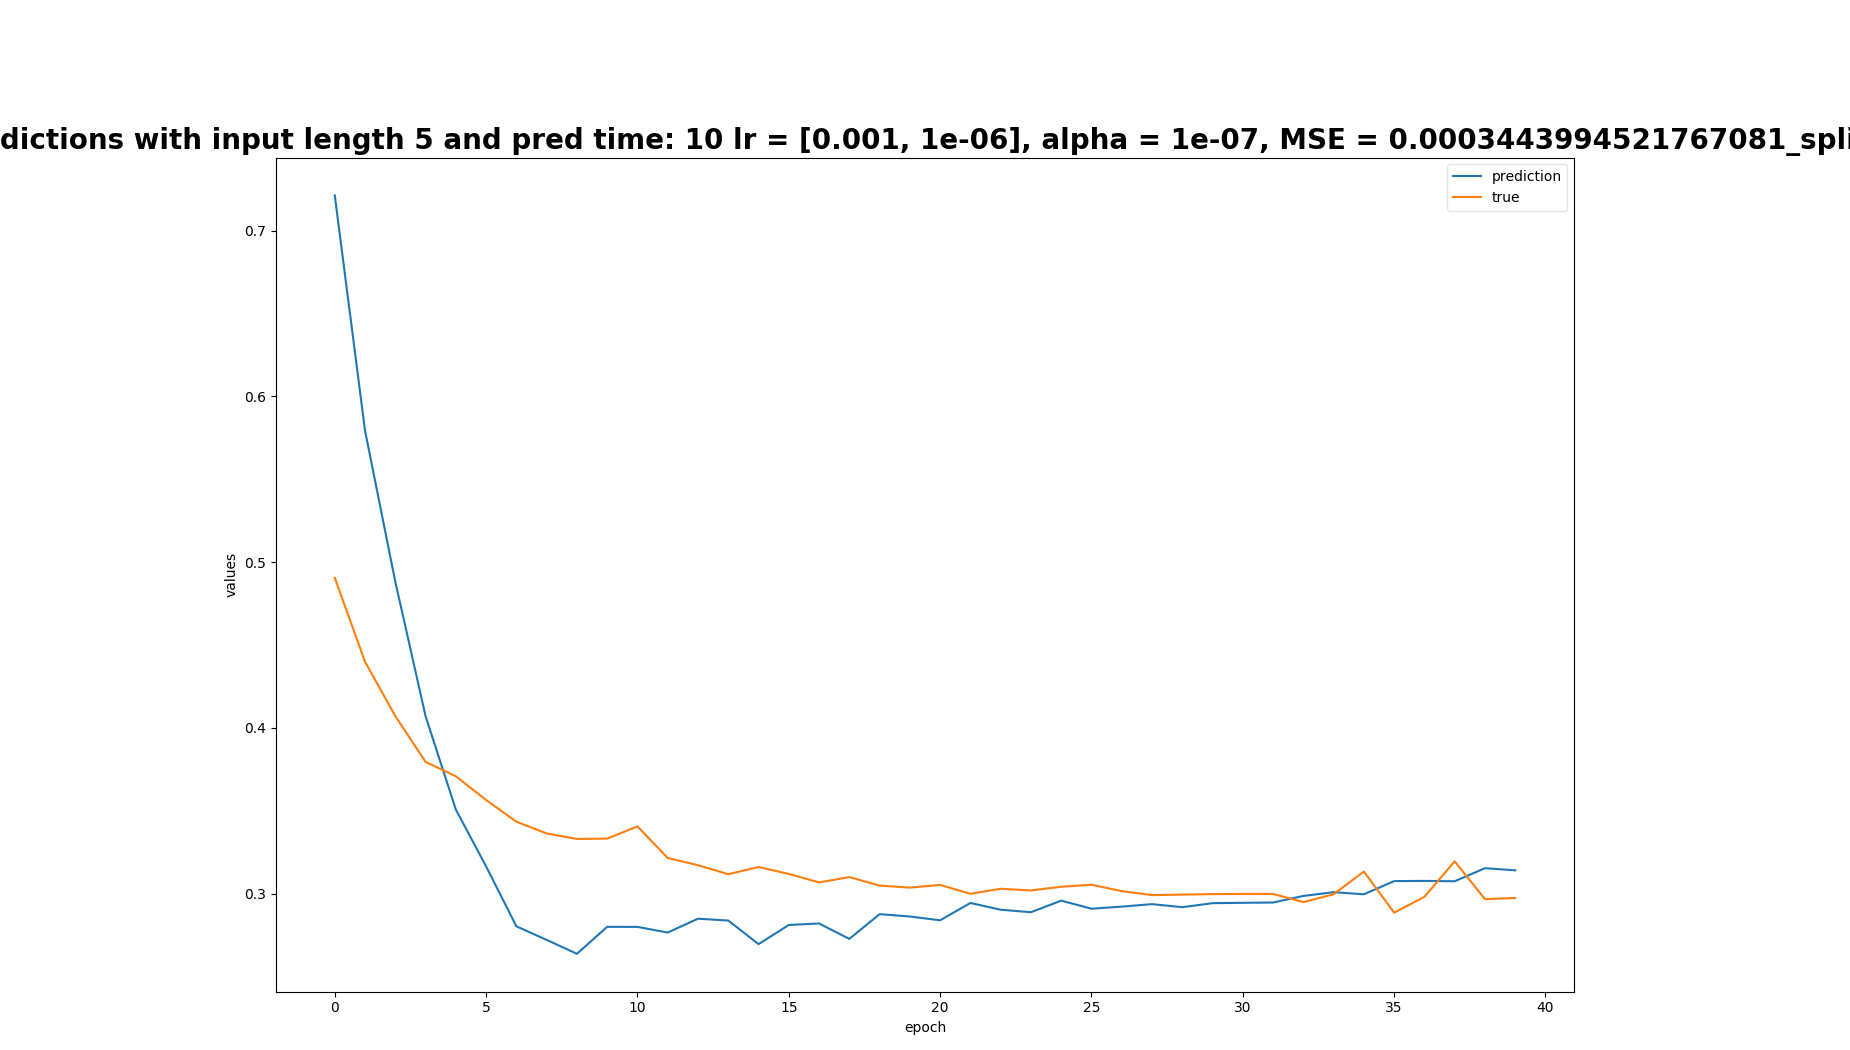 dictions with input length 5 and pred time: 10 lr = [0.001, 1e-06], alpha = 1e-07, MSE = 0.0003443994521767081_spli
prediction
true
0.7
0.6
0.5
0.4
0.3
values
0 5 10 15 20 25 30 35 40
epoch